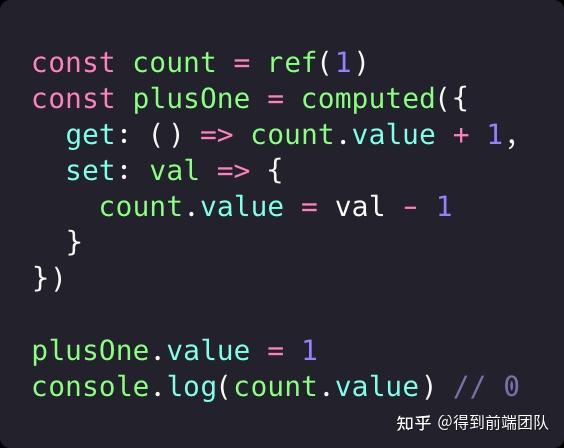 const count = ref(1)
const plusOne = computed({
  get: () => count.value + 1,
  set: val => {
    count.value = val - 1
  }
})

plusOne.value = 1
console.log(count.value) // 0
知乎 @得到前端团队